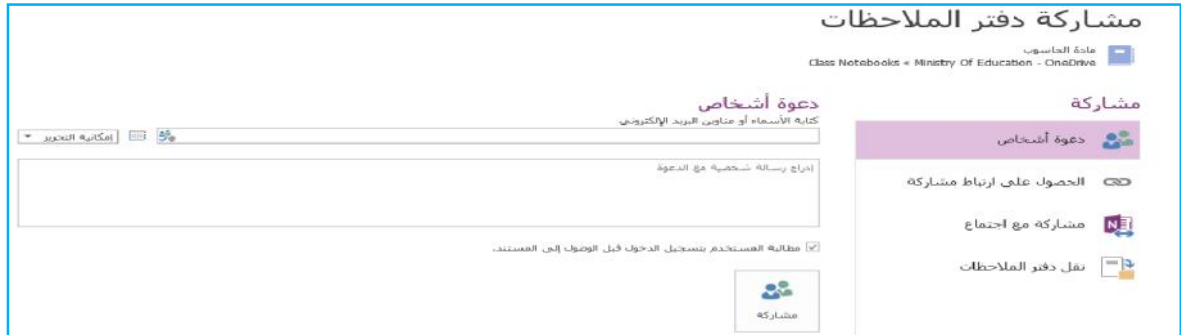 مشاركة دفتر الملاحظات
مادة الحاسوب
Class Notebooks « Ministry Of Education - OneDrive
مشاركة
دعوة أشخاص
الحصول على ارتباط مشاركة
مشاركة مع اجتماع
نقل دفتر الملاحظات
دعوة أشخاص
كتابة الأسماء أو عناوين البريد الإلكتروني
إمكانية التحرير
إدراج رسالة شخصية مع الدعوة
مطالبة المستخدم بتسجيل الدخول قبل الوصول إلى المستند.
مشاركة